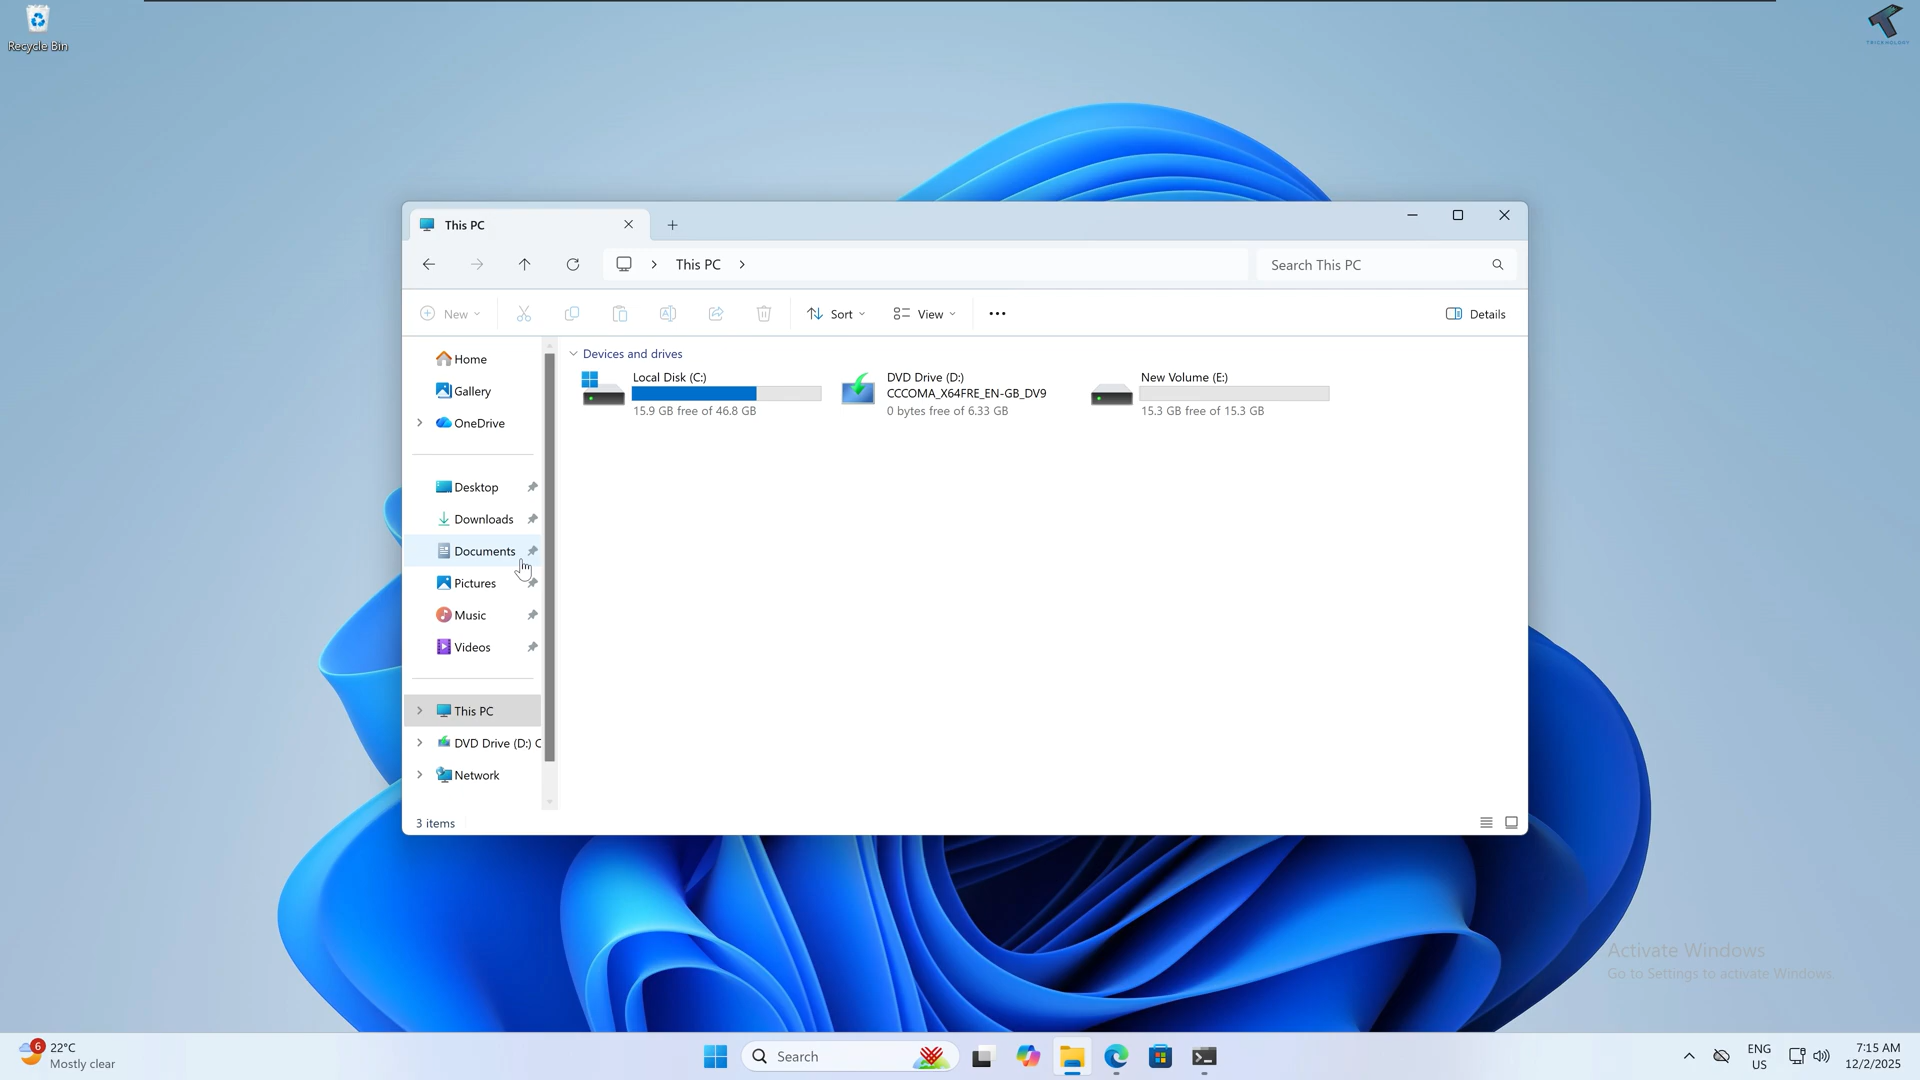 Recycle Bin
TRICKNOLOGY
This PC
This PC
Search This PC
New
Sort
View
Details
Home
Gallery
OneDrive
Desktop
Downloads
Documents
Pictures
Music
Videos
This PC
DVD Drive (D:) C
Network
Devices and drives
Local Disk (C:)
15.9 GB free of 46.8 GB
DVD Drive (D:)
CCCOMA_X64FRE_EN-GB_DV9
0 bytes free of 6.33 GB
New Volume (E:)
15.3 GB free of 15.3 GB
3 items
Activate Windows
Go to Settings to activate Windows.
6
22°C
Mostly clear
Search
ENG
US
7:15 AM
12/2/2025